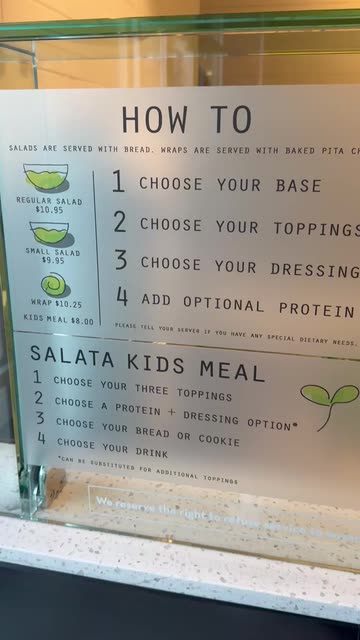 HOW TO
SALADS ARE SERVED WITH BREAD. WRAPS ARE SERVED WITH BAKED PITA
REGULAR SALAD
$10.95
SMALL SALAD
$9.95
WRAP $10.25
KIDS MEAL $8.00
1 CHOOSE YOUR BASE
2 CHOOSE YOUR TOPPINGS
3 CHOOSE YOUR DRESSING
4 ADD OPTIONAL PROTEIN
PLEASE TELL YOUR SERVER IF YOU HAVE ANY SPECIAL DIETARY NEEDS.
SALATA KIDS MEAL
1 CHOOSE YOUR THREE TOPPINGS
2 CHOOSE A PROTEIN + DRESSING OPTION*
3 CHOOSE YOUR BREAD OR COOKIE
4 CHOOSE YOUR DRINK
*CAN BE SUBSTITUTED FOR ADDITIONAL TOPPINGS
We reserve the right to refuse service to